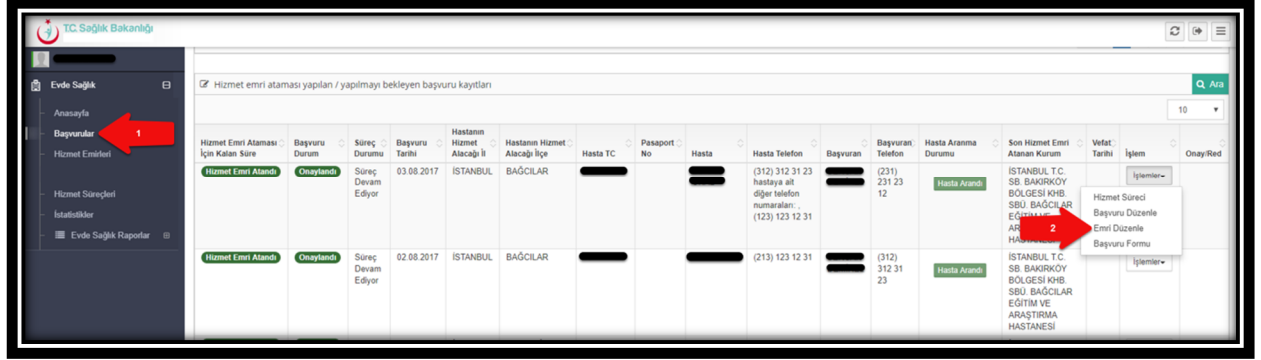 T.C. Sağlık Bakanlığı
Evde Sağlık
Anasayfa
Başvurular
1
Hizmet Emirleri
Hizmet Süreçleri
İstatistikler
Evde Sağlık Raporlar
Hizmet emri ataması yapılan / yapılmayı bekleyen başvuru kayıtları
Ara
10
Hizmet Emri Ataması İçin Kalan Süre
Başvuru Durum
Süreç Durumu
Başvuru Tarihi
Hastanın Hizmet Alacağı İl
Hastanın Hizmet Alacağı İlçe
Hasta TC
Pasaport No
Hasta
Hasta Telefon
Başvuran
Başvuran Telefon
Hasta Aranma Durumu
Son Hizmet Emri Atanan Kurum
Vefat Tarihi
İşlem
Onay/Red
Hizmet Emri Atandı
Onaylandı
Süreç
Devam
Ediyor
03.08.2017
İSTANBUL
BAĞCILAR
(312) 312 31 23
hastaya ait
diğer telefon
numaraları: ,
(123) 123 12 31
(231)
231 23
12
Hasta Arandı
İSTANBUL T.C.
SB. BAKIRKÖY
BÖLGESİ KHB.
SBÜ. BAĞCILAR
İşlemler
Hizmet Süreci
Başvuru Düzenle
2
Emri Düzenle
Başvuru Formu
Hizmet Emri Atandı
Onaylandı
Süreç
Devam
Ediyor
02.08.2017
İSTANBUL
BAĞCILAR
(213) 123 12 31
(312)
312 31
23
Hasta Arandı
İSTANBUL T.C.
SB. BAKIRKÖY
BÖLGESİ KHB.
SBÜ. BAĞCILAR
EĞİTİM VE
ARAŞTIRMA
HASTANESİ
İşlemler